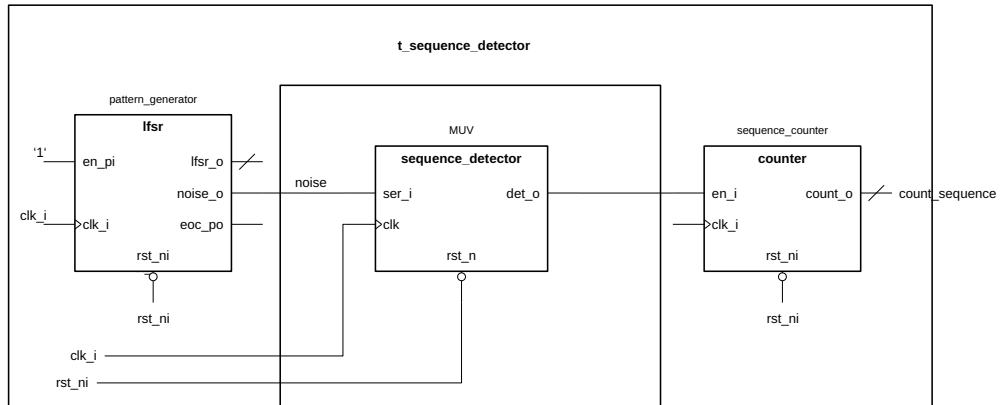 t_sequence_detector
pattern_generator
lfsr
'1'
en_pi
lfsr_o
noise_o
clk_i
clk_i
eoc_po
rst_ni
rst_ni
noise
MUV
sequence_detector
ser_i
det_o
clk
rst_n
sequence_counter
counter
en_i
count_o
count_sequence
clk_i
rst_ni
rst_ni
clk_i
rst_ni